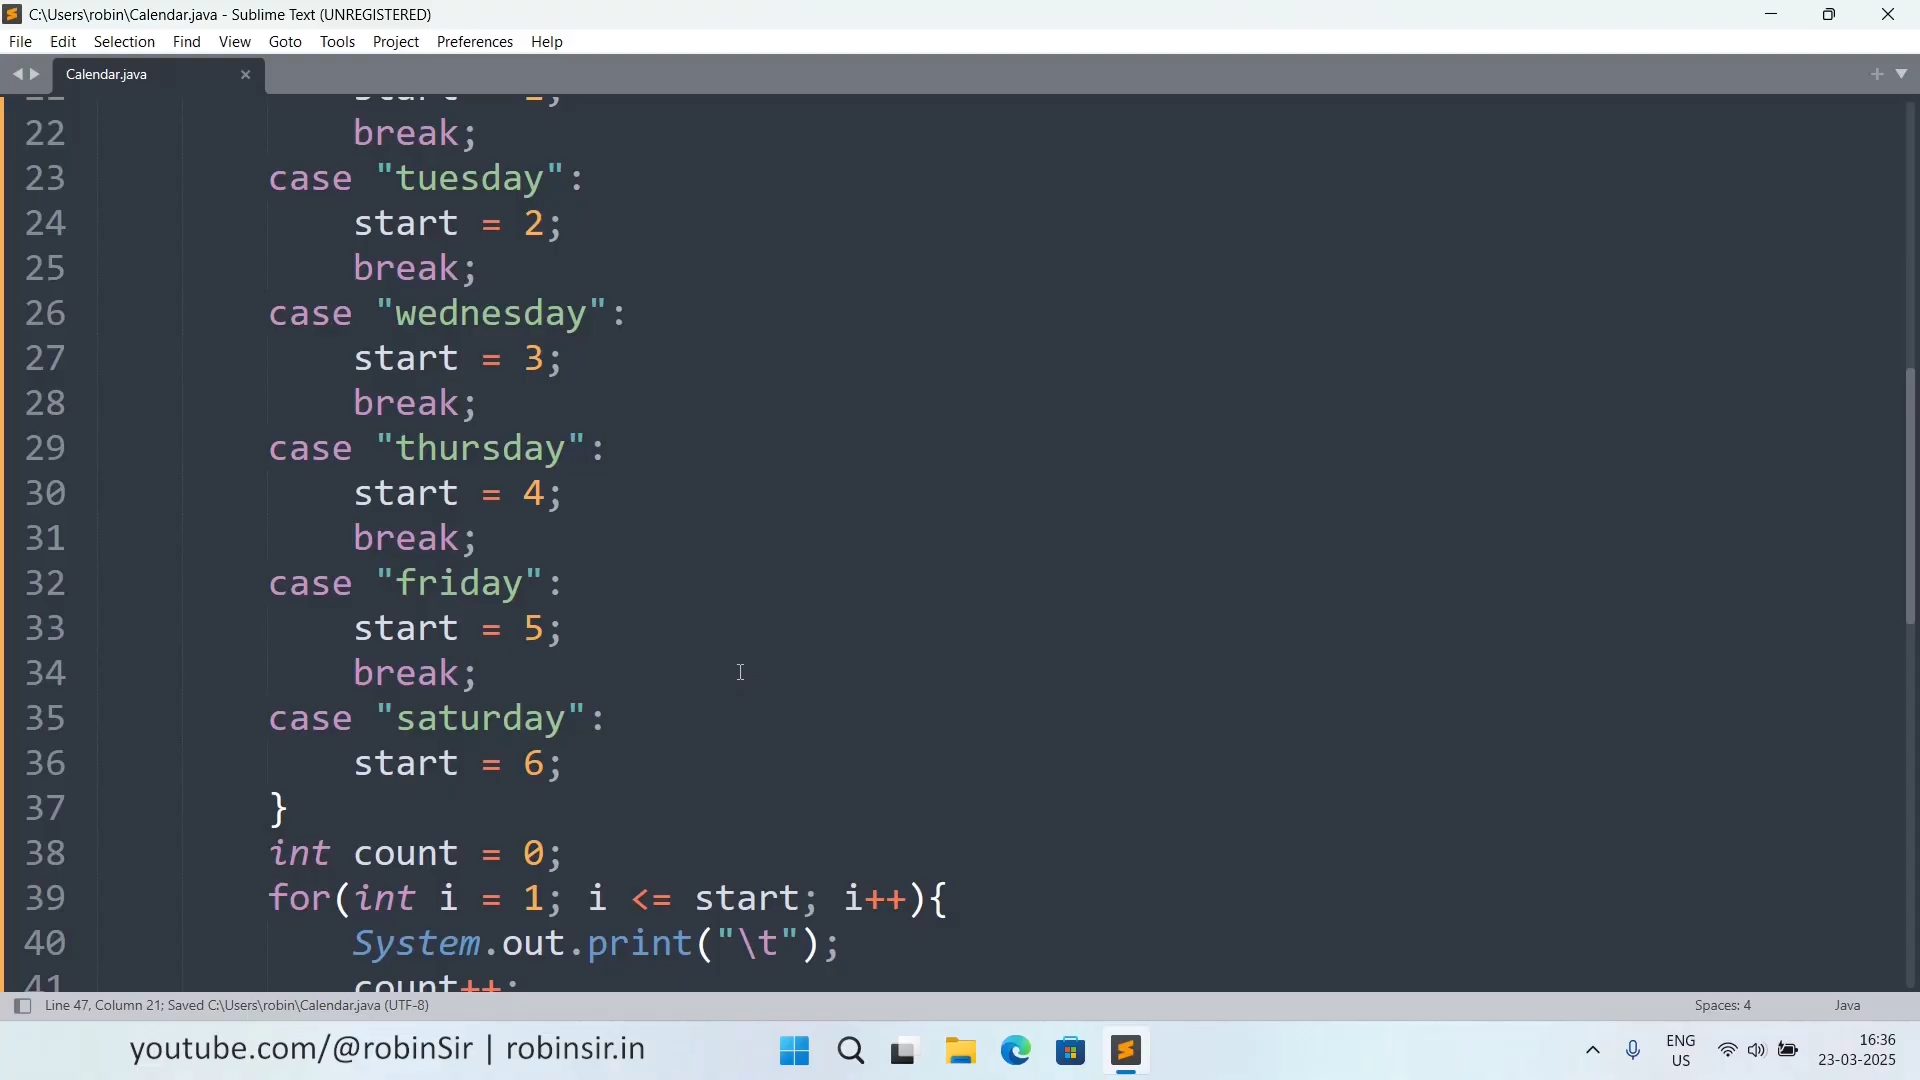 C:\Users\robin\Calendar.java - Sublime Text (UNREGISTERED)
File Edit Selection Find View Goto Tools Project Preferences Help
Calendar.java
22 break;
23 case "tuesday":
24 start = 2;
25 break;
26 case "wednesday":
27 start = 3;
28 break;
29 case "thursday":
30 start = 4;
31 break;
32 case "friday":
33 start = 5;
34 break;
35 case "saturday":
36 start = 6;
37 }
38 int count = 0;
39 for(int i = 1; i <= start; i++){
40 System.out.print("\t");
41 count++;
Line 47, Column 21; Saved C:\Users\robin\Calendar.java (UTF-8) Spaces: 4 Java
youtube.com/@robinSir | robinsir.in
ENG
US
16:36
23-03-2025